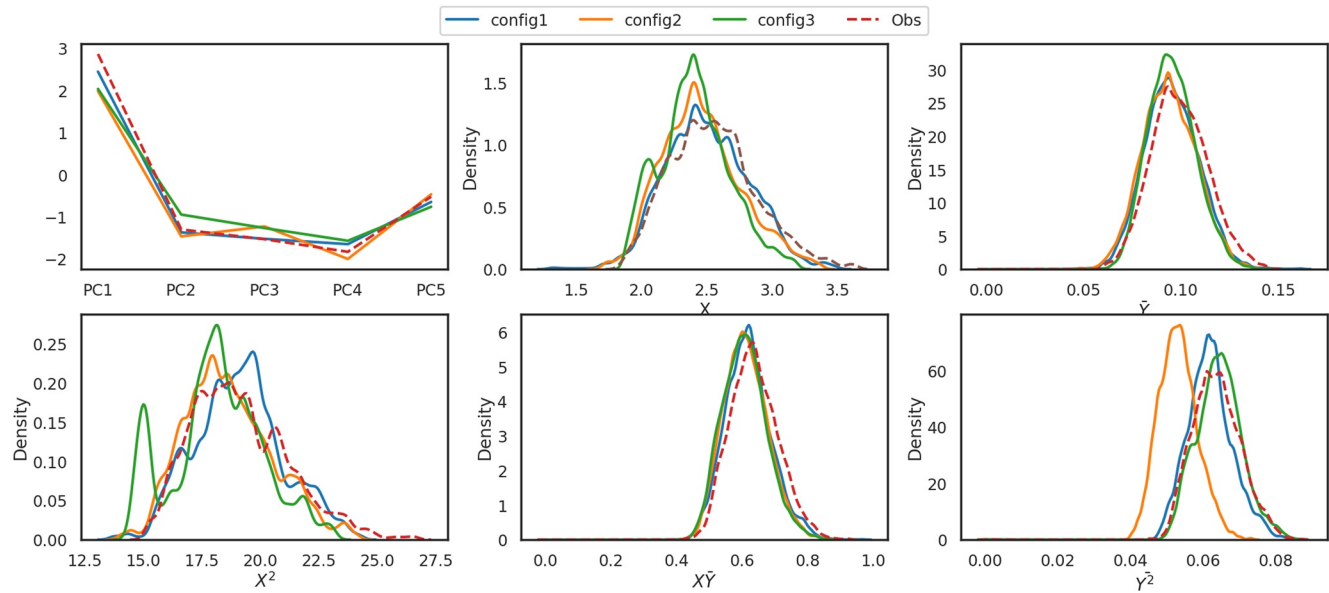 config1 config2 config3 Obs
3
2
1
0
−1
−2
PC1 PC2 PC3 PC4 PC5
Density
1.5
1.0
0.5
0.0
1.5 2.0 2.5 3.0 3.5
X
Density
30
25
20
15
10
5
0
0.00 0.05 0.10 0.15
Ȳ
Density
0.25
0.20
0.15
0.10
0.05
0.00
12.5 15.0 17.5 20.0 22.5 25.0 27.5
X²
Density
6
5
4
3
2
1
0
0.0 0.2 0.4 0.6 0.8 1.0
XȲ
Density
60
40
20
0
0.00 0.02 0.04 0.06 0.08
Ȳ²